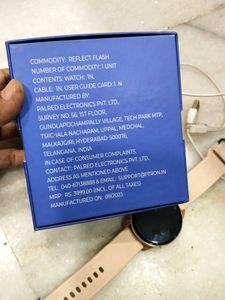 COMMODITY: REFLECT FLASH
NUMBER OF COMMODITY: 1 UNIT
CONTENTS: WATCH: 1N,
CABLE: 1N, USER GUIDE CARD: 1 N
MANUFACTURED BY:
PALRED ELECTRONICS PVT. LTD.,
SURVEY NO. 56, 1ST FLOOR,
GUNDLAPOCHAMPALLY VILLAGE, TECH PARK MTP,
TSIIC-IALA NACHARAM, UPPAL, MEDCHAL,
MALKAJGIRI, HYDERABAD-500076,
TELANGANA, INDIA
IN CASE OF CONSUMER COMPLAINTS,
CONTACT: PALRED ELECTRONICS PVT. LTD.
ADDRESS AS MENTIONED ABOVE
TEL: 040-67138888 & EMAIL: SUPPORT@PTRON.IN
MRP: RS. 3999.00 (INCL. OF ALL TAXES)
MANUFACTURED ON: 09/2023